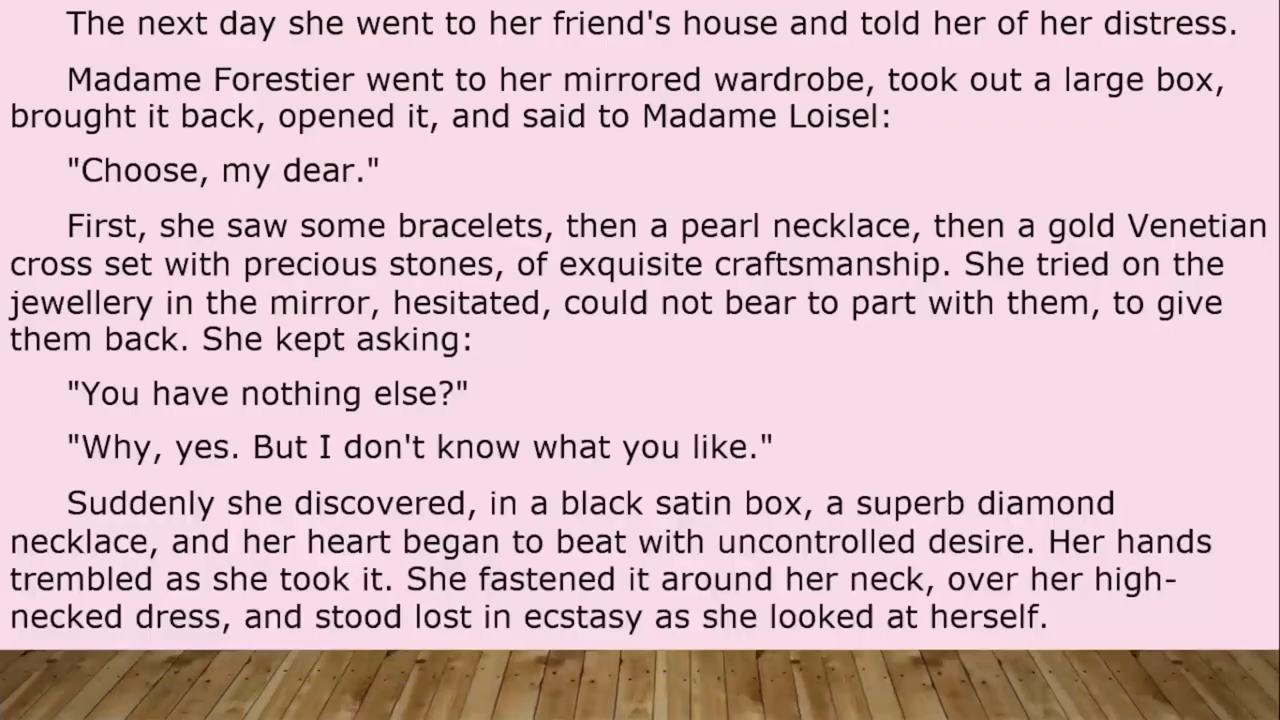 The next day she went to her friend's house and told her of her distress.
Madame Forestier went to her mirrored wardrobe, took out a large box,
brought it back, opened it, and said to Madame Loisel:
"Choose, my dear."
First, she saw some bracelets, then a pearl necklace, then a gold Venetian
cross set with precious stones, of exquisite craftsmanship. She tried on the
jewellery in the mirror, hesitated, could not bear to part with them, to give
them back. She kept asking:
"You have nothing else?"
"Why, yes. But I don't know what you like."
Suddenly she discovered, in a black satin box, a superb diamond
necklace, and her heart began to beat with uncontrolled desire. Her hands
trembled as she took it. She fastened it around her neck, over her high-
necked dress, and stood lost in ecstasy as she looked at herself.